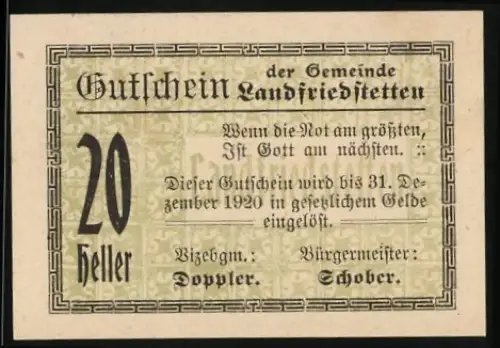 Gutschein der Gemeinde
Landfriedstetten
Wenn die Not am größten,
Ist Gott am nächsten. ::
20
Heller
Dieser Gutschein wird bis 31. De-
zember 1920 in gesetzlichem Gelde
eingelöst.
Vizebgm.: Bürgermeister:
Doppler. Schober.